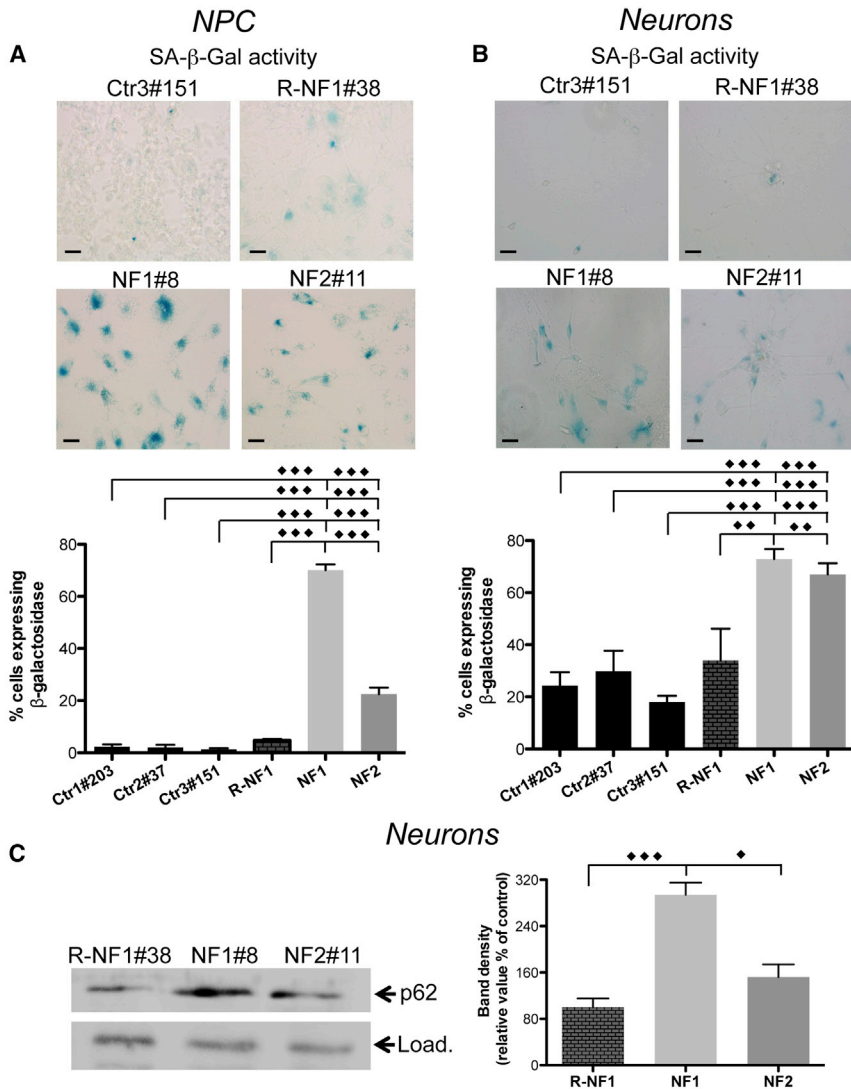 NPC
A
SA-β-Gal activity
Ctr3#151 R-NF1#38
NF1#8 NF2#11
♦♦♦ ♦♦♦
♦♦♦ ♦♦♦
♦♦♦ ♦♦♦
♦♦♦ ♦♦♦
% cells expressing
β-galactosidase
80
60
40
20
0
Ctr1#203 Ctr2#37 Ctr3#151 R-NF1 NF1 NF2
Neurons
B
SA-β-Gal activity
Ctr3#151 R-NF1#38
NF1#8 NF2#11
♦♦♦ ♦♦♦
♦♦♦ ♦♦♦
♦♦♦ ♦♦♦
♦♦ ♦♦
% cells expressing
β-galactosidase
80
60
40
20
0
Ctr1#203 Ctr2#37 Ctr3#151 R-NF1 NF1 NF2
Neurons
C
R-NF1#38 NF1#8 NF2#11
p62
Load.
♦♦♦ ♦
Band density
(relative value % of control)
320
240
160
80
0
R-NF1 NF1 NF2